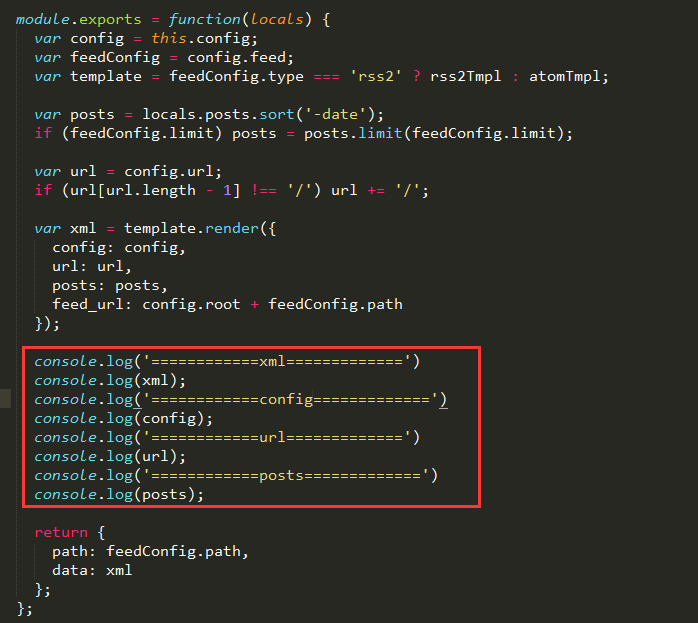 module.exports = function(locals) {
var config = this.config;
var feedConfig = config.feed;
var template = feedConfig.type === 'rss2' ? rss2Tmpl : atomTmpl;
var posts = locals.posts.sort('-date');
if (feedConfig.limit) posts = posts.limit(feedConfig.limit);
var url = config.url;
if (url[url.length - 1] !== '/') url += '/';
var xml = template.render({
config: config,
url: url,
posts: posts,
feed_url: config.root + feedConfig.path
});
console.log('============xml=============')
console.log(xml);
console.log('============config=============')
console.log(config);
console.log('============url=============')
console.log(url);
console.log('============posts=============')
console.log(posts);
return {
path: feedConfig.path,
data: xml
};
};